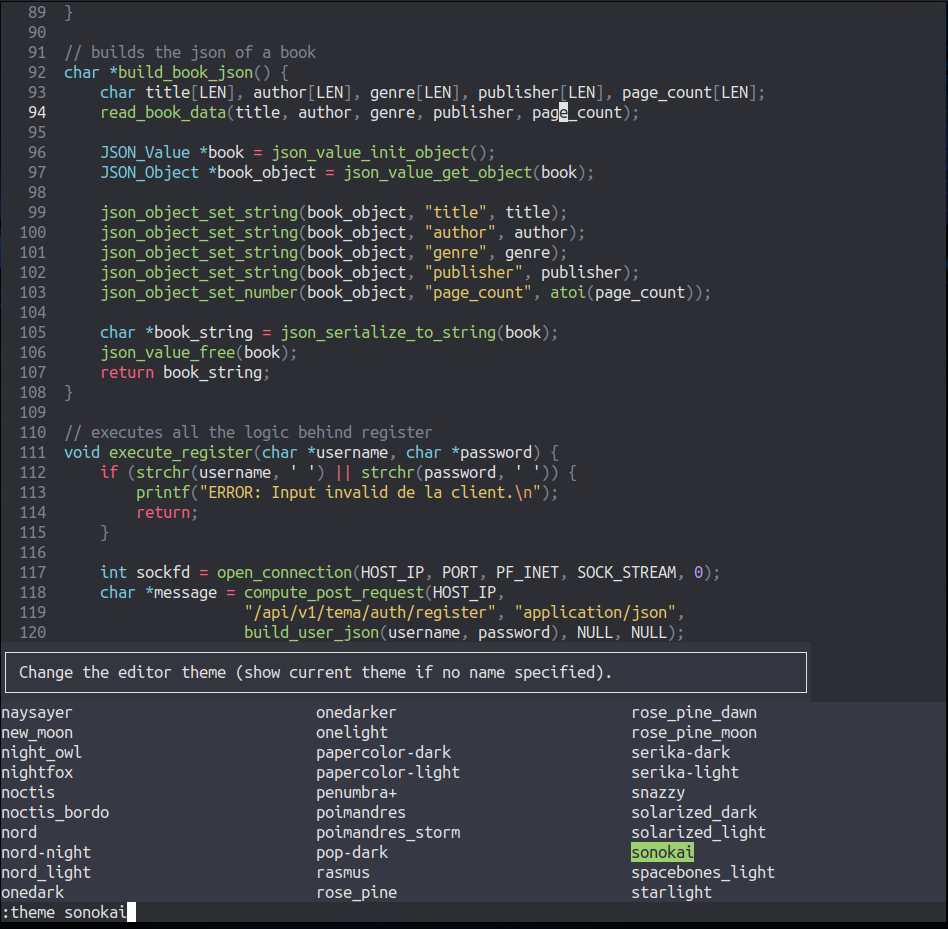 89 }
90
91 // builds the json of a book
92 char *build_book_json() {
93     char title[LEN], author[LEN], genre[LEN], publisher[LEN], page_count[LEN];
94     read_book_data(title, author, genre, publisher, page_count);
95
96     JSON_Value *book = json_value_init_object();
97     JSON_Object *book_object = json_value_get_object(book);
98
99     json_object_set_string(book_object, "title", title);
100     json_object_set_string(book_object, "author", author);
101     json_object_set_string(book_object, "genre", genre);
102     json_object_set_string(book_object, "publisher", publisher);
103     json_object_set_number(book_object, "page_count", atoi(page_count));
104
105     char *book_string = json_serialize_to_string(book);
106     json_value_free(book);
107     return book_string;
108 }
109
110 // executes all the logic behind register
111 void execute_register(char *username, char *password) {
112     if (strchr(username, ' ') || strchr(password, ' ')) {
113         printf("ERROR: Input invalid de la client.\n");
114         return;
115     }
116
117     int sockfd = open_connection(HOST_IP, PORT, PF_INET, SOCK_STREAM, 0);
118     char *message = compute_post_request(HOST_IP,
119                     "/api/v1/tema/auth/register", "application/json",
120                     build_user_json(username, password), NULL, NULL);
Change the editor theme (show current theme if no name specified).
naysayer onedarker rose_pine_dawn
new_moon onelight rose_pine_moon
night_owl papercolor-dark serika-dark
nightfox papercolor-light serika-light
noctis penumbra+ snazzy
noctis_bordo poimandres solarized_dark
nord poimandres_storm solarized_light
nord-night pop-dark sonokai
nord_light rasmus spacebones_light
onedark rose_pine starlight
:theme sonokai